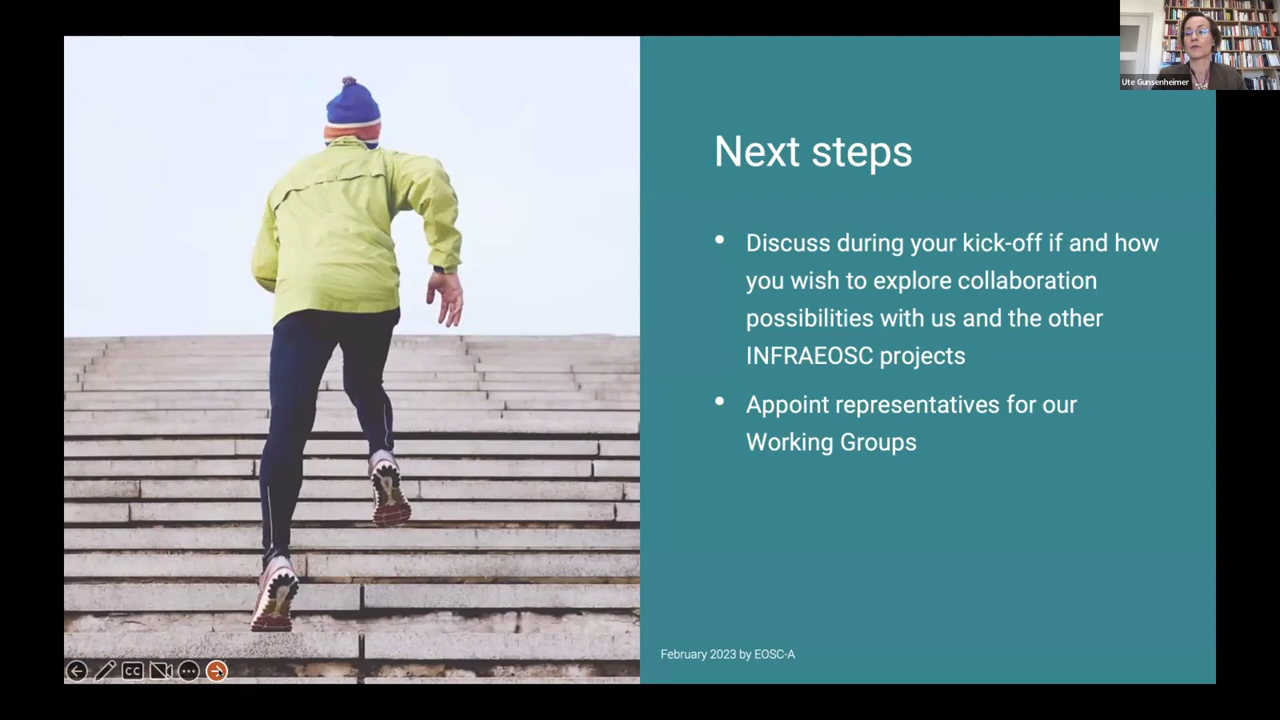 Ute Gunsenheimer
Next steps
• Discuss during your kick-off if and how
you wish to explore collaboration
possibilities with us and the other
INFRAEOSC projects
• Appoint representatives for our
Working Groups
February 2023 by EOSC-A
CC